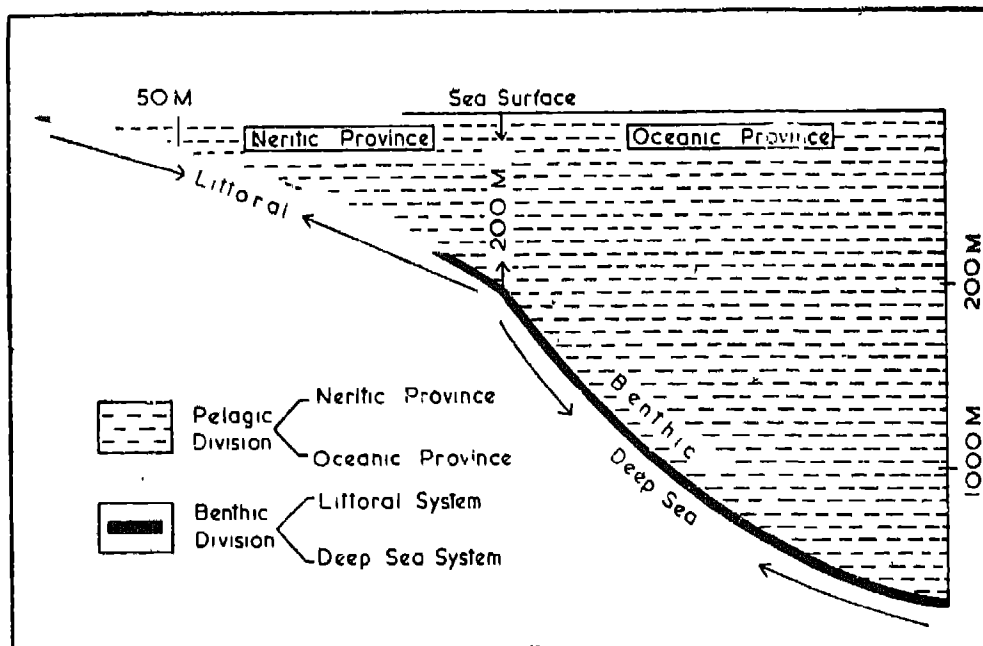 50 M
Sea Surface
Neritic Province
Oceanic Province
Littoral
200 M
200 M
Benthic
Deep Sea
1000 M
Pelagic
Division
Neritic Province
Oceanic Province
Benthic
Division
Littoral System
Deep Sea System